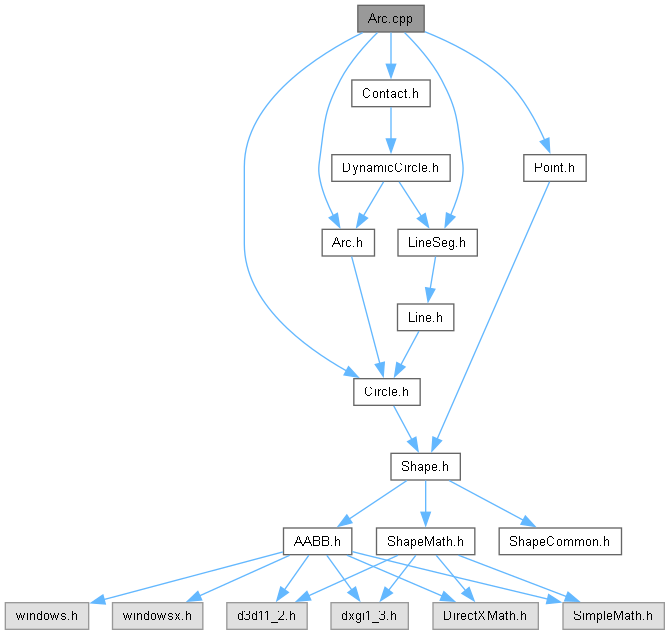 Arc.cpp
Contact.h
DynamicCircle.h
Point.h
Arc.h
LineSeg.h
Line.h
Circle.h
Shape.h
AABB.h
ShapeMath.h
ShapeCommon.h
windows.h
windowsx.h
d3d11_2.h
dxgi1_3.h
DirectXMath.h
SimpleMath.h